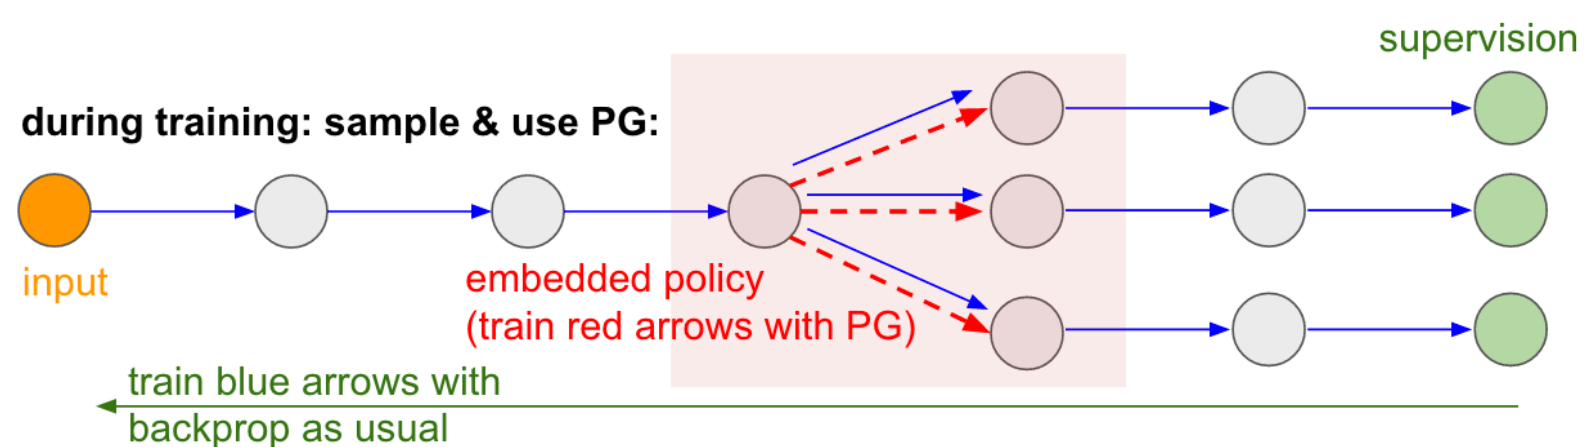 supervision
during training: sample & use PG:
input
embedded policy
(train red arrows with PG)
train blue arrows with
backprop as usual